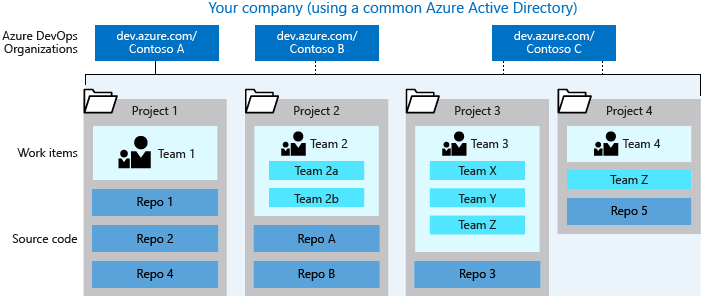 Your company (using a common Azure Active Directory)
Azure DevOps
Organizations
dev.azure.com/
Contoso A
dev.azure.com/
Contoso B
dev.azure.com/
Contoso C
Project 1
Project 2
Project 3
Project 4
Work items
Team 1
Team 2
Team 2a
Team 2b
Team 3
Team X
Team Y
Team Z
Team 4
Team Z
Source code
Repo 1
Repo 2
Repo 4
Repo A
Repo B
Repo 3
Repo 5